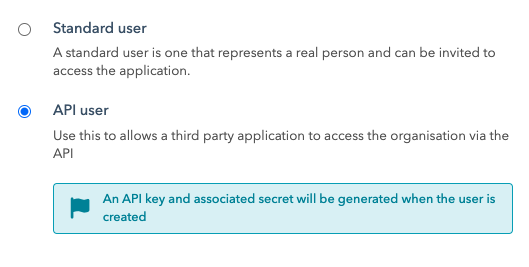 Standard user
A standard user is one that represents a real person and can be invited to
access the application.
API user
Use this to allows a third party application to access the organisation via the
API
An API key and associated secret will be generated when the user is
created